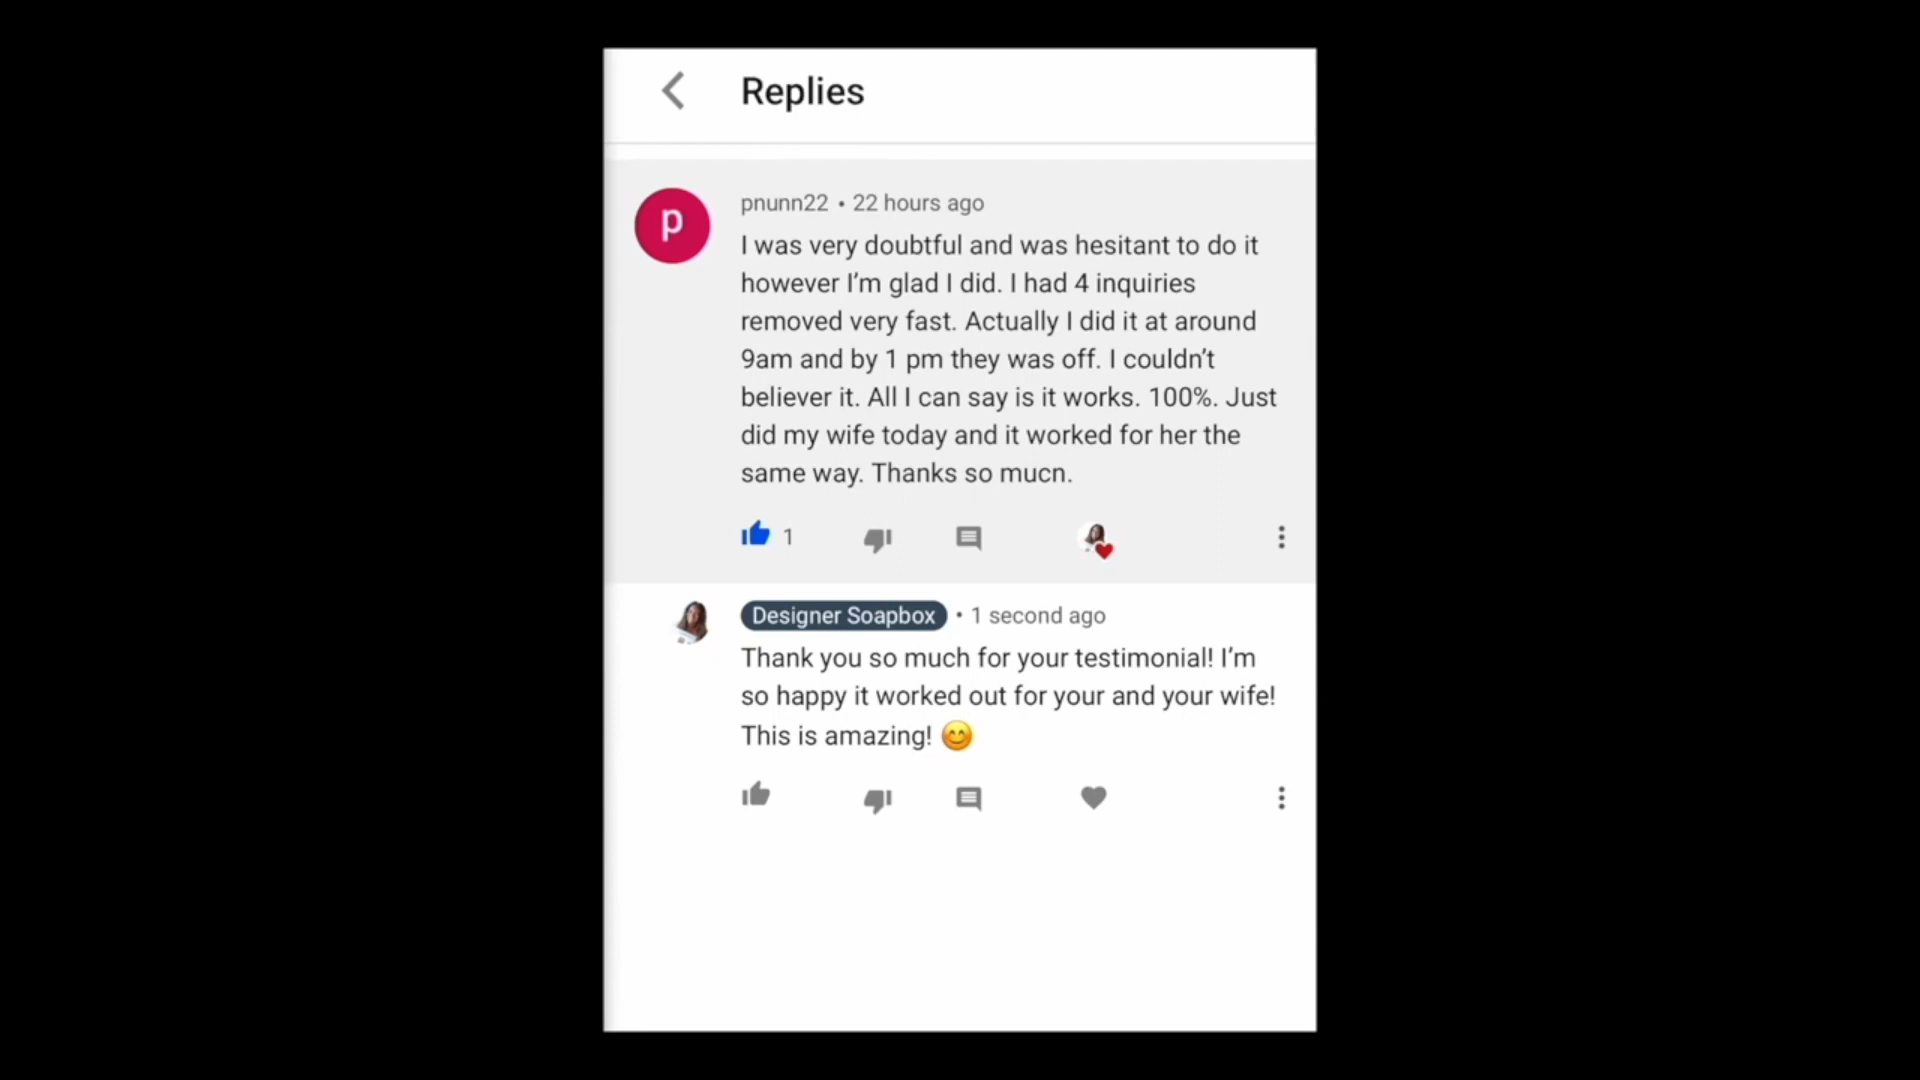 Replies
p
pnunn22 • 22 hours ago
I was very doubtful and was hesitant to do it
however I'm glad I did. I had 4 inquiries
removed very fast. Actually I did it at around
9am and by 1 pm they was off. I couldn't
believer it. All I can say is it works. 100%. Just
did my wife today and it worked for her the
same way. Thanks so mucn.
1
Designer Soapbox • 1 second ago
Thank you so much for your testimonial! I'm
so happy it worked out for your and your wife!
This is amazing! 😊